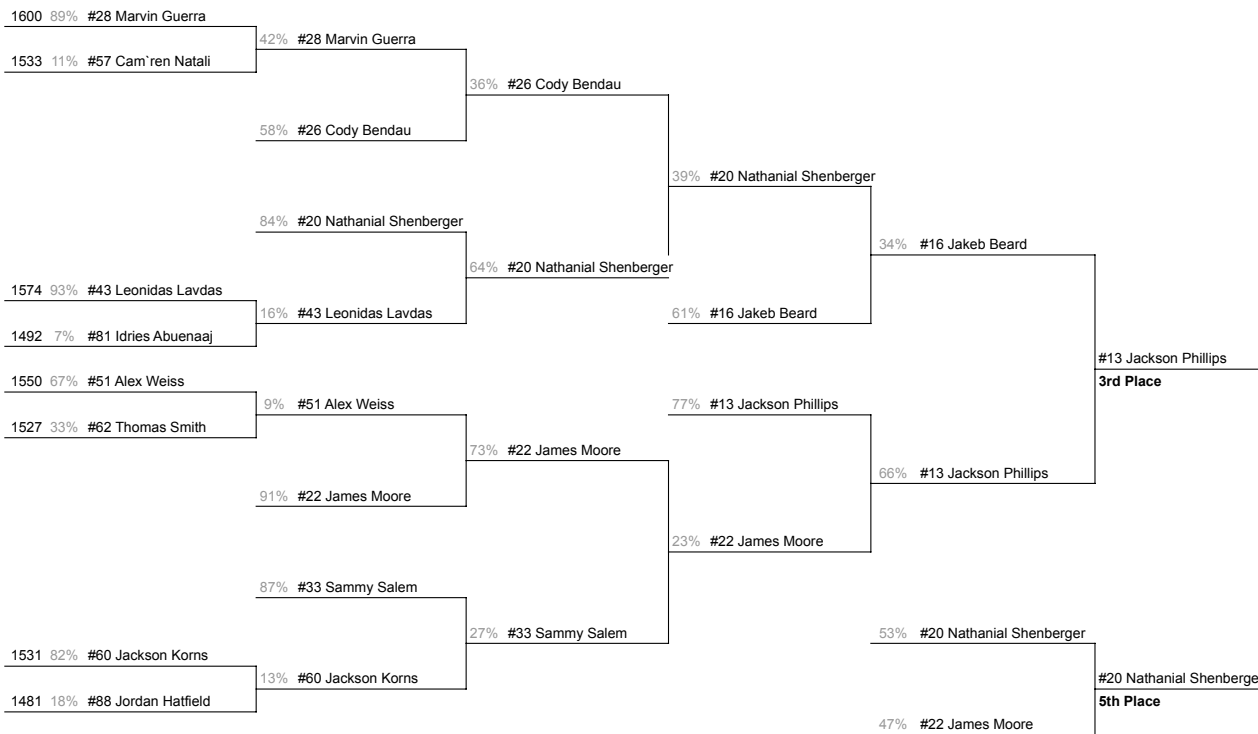 1600 89% #28 Marvin Guerra
42% #28 Marvin Guerra
1533 11% #57 Cam`ren Natali
36% #26 Cody Bendau
58% #26 Cody Bendau
39% #20 Nathanial Shenberger
84% #20 Nathanial Shenberger
34% #16 Jakeb Beard
64% #20 Nathanial Shenberger
1574 93% #43 Leonidas Lavdas
16% #43 Leonidas Lavdas
61% #16 Jakeb Beard
1492 7% #81 Idries Abuenaaj
#13 Jackson Phillips
3rd Place
1550 67% #51 Alex Weiss
9% #51 Alex Weiss
77% #13 Jackson Phillips
1527 33% #62 Thomas Smith
73% #22 James Moore
66% #13 Jackson Phillips
91% #22 James Moore
23% #22 James Moore
87% #33 Sammy Salem
27% #33 Sammy Salem
53% #20 Nathanial Shenberger
1531 82% #60 Jackson Korns
13% #60 Jackson Korns
#20 Nathanial Shenberge
1481 18% #88 Jordan Hatfield
5th Place
47% #22 James Moore